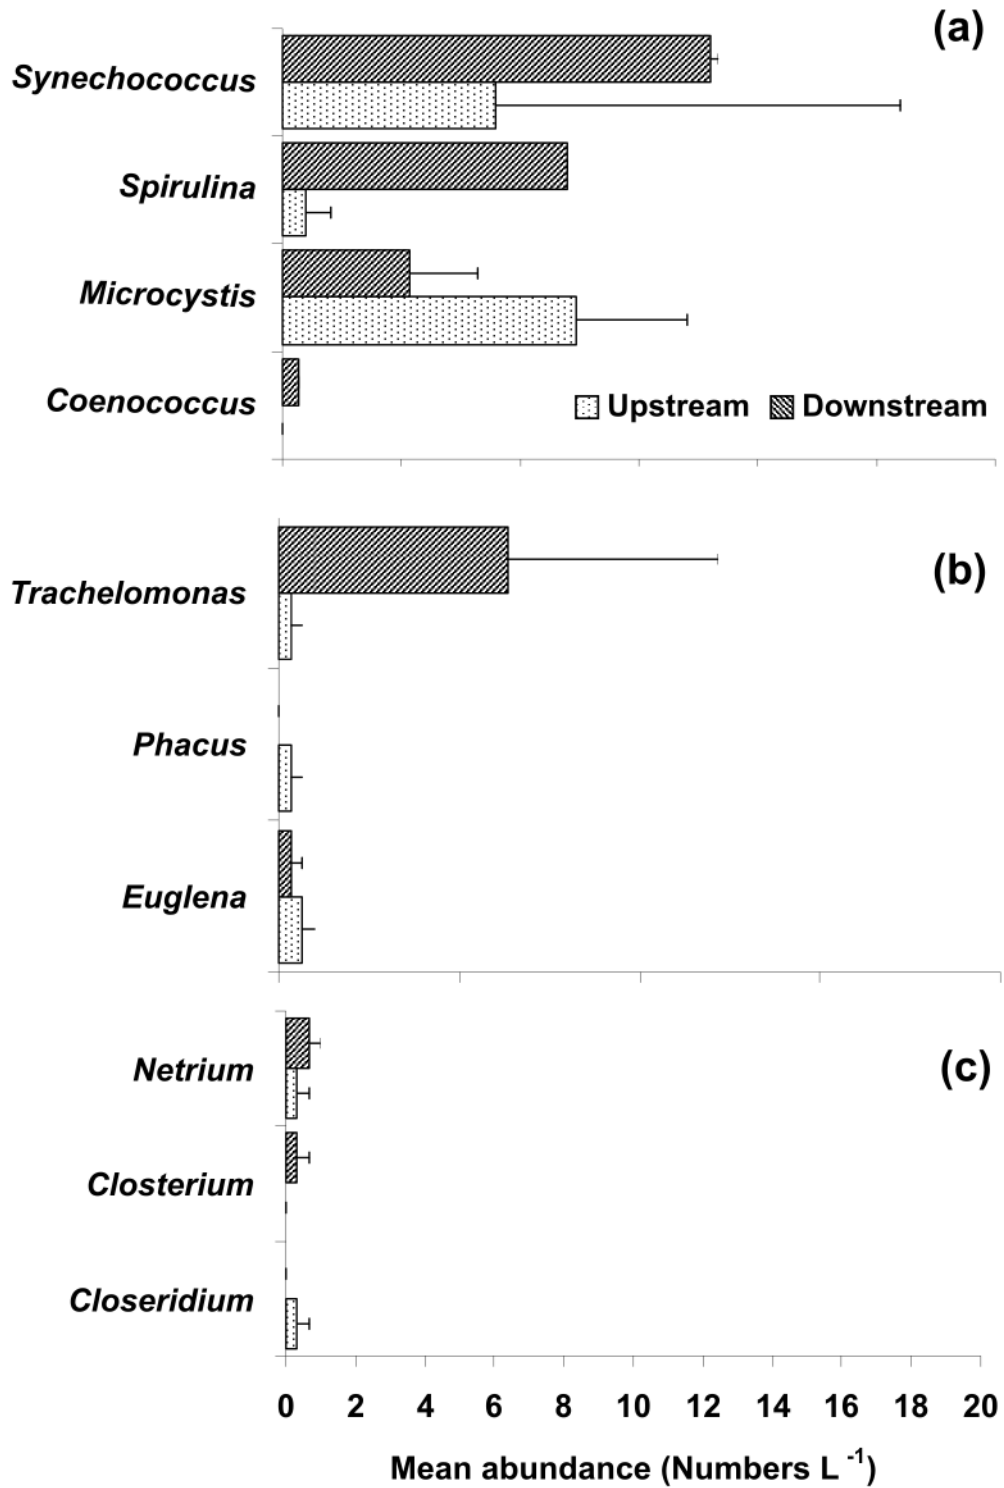 (a)
Synechococcus
Spirulina
Microcystis
Coenococcus
Upstream Downstream
(b)
Trachelomonas
Phacus
Euglena
(c)
Netrium
Closterium
Closeridium
0 2 4 6 8 10 12 14 16 18 20
Mean abundance (Numbers L -1)